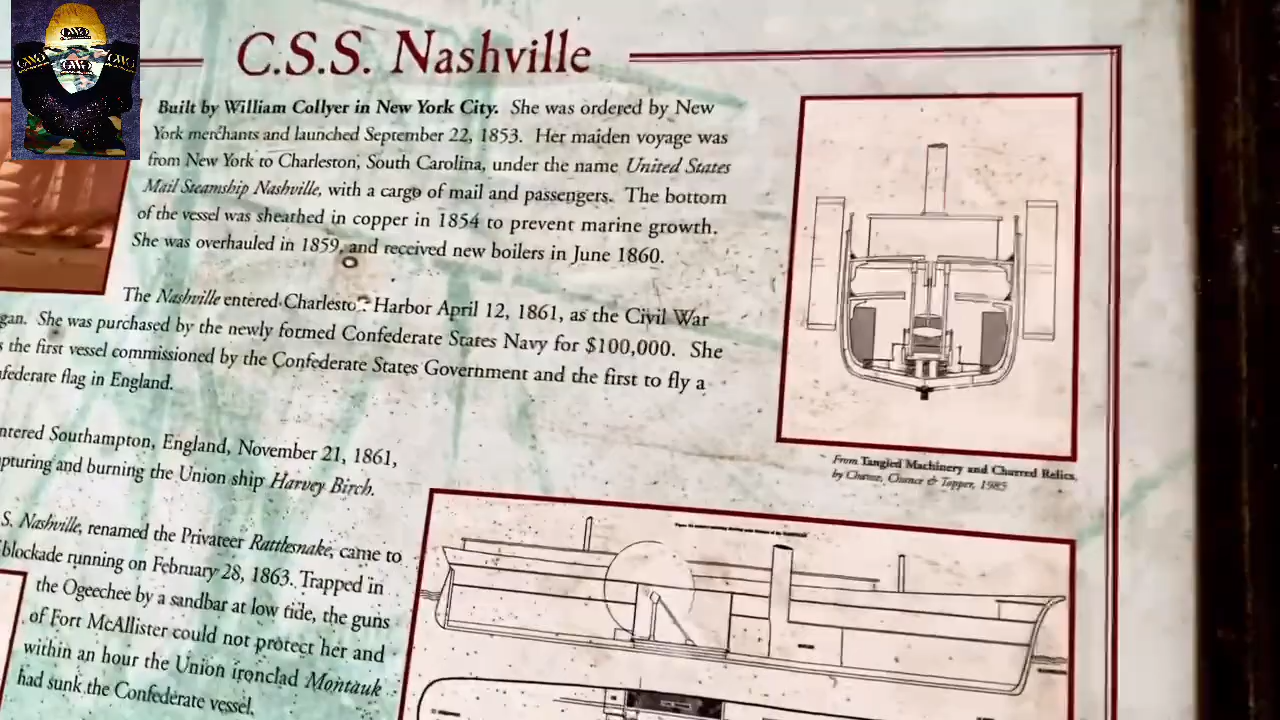 C.S.S. Nashville
Built by William Collyer in New York City. She was ordered by New
York merchants and launched September 22, 1853. Her maiden voyage was
from New York to Charleston, South Carolina, under the name United States
Mail Steamship Nashville, with a cargo of mail and passengers. The bottom
of the vessel was sheathed in copper in 1854 to prevent marine growth.
She was overhauled in 1859, and received new boilers in June 1860.
The Nashville entered Charlesto Harbor April 12, 1861, as the Civil War
gan. She was purchased by the newly formed Confederate States Navy for $100,000. She
s the first vessel commissioned by the Confederate States Government and the first to fly a
nfederate flag in England.
ntered Southampton, England, November 21, 1861,
pturing and burning the Union ship Harvey Birch.
S. Nashville, renamed the Privateer Rattlesnake, came to
blockade running on February 28, 1863. Trapped in
the Ogeechee by a sandbar at low tide, the guns
of Fort McAllister could not protect her and
within an hour the Union ironclad Montauk
had sunk the Confederate vessel.
From Tangled Machinery and Charred Relics,
by Chance & Topper, 1985